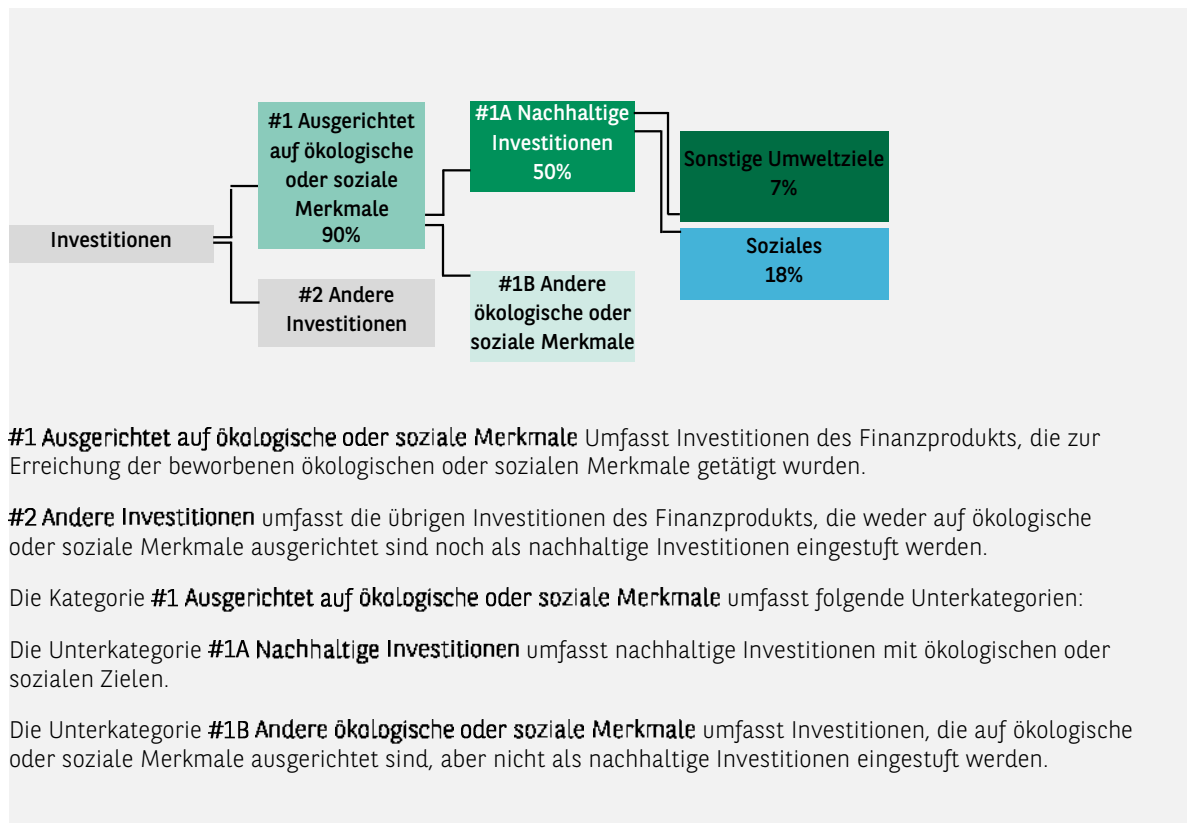 #1 Ausgerichtet
auf ökologische
oder soziale
Merkmale
90%
#1A Nachhaltige
Investitionen
50%
Sonstige Umweltziele
7%
Investitionen
Soziales
18%
#2 Andere
Investitionen
#1B Andere
ökologische oder
soziale Merkmale
#1 Ausgerichtet auf ökologische oder soziale Merkmale Umfasst Investitionen des Finanzprodukts, die zur
Erreichung der beworbenen ökologischen oder sozialen Merkmale getätigt wurden.
#2 Andere Investitionen umfasst die übrigen Investitionen des Finanzprodukts, die weder auf ökologische
oder soziale Merkmale ausgerichtet sind noch als nachhaltige Investitionen eingestuft werden.
Die Kategorie #1 Ausgerichtet auf ökologische oder soziale Merkmale umfasst folgende Unterkategorien:
Die Unterkategorie #1A Nachhaltige Investitionen umfasst nachhaltige Investitionen mit ökologischen oder
sozialen Zielen.
Die Unterkategorie #1B Andere ökologische oder soziale Merkmale umfasst Investitionen, die auf ökologische
oder soziale Merkmale ausgerichtet sind, aber nicht als nachhaltige Investitionen eingestuft werden.